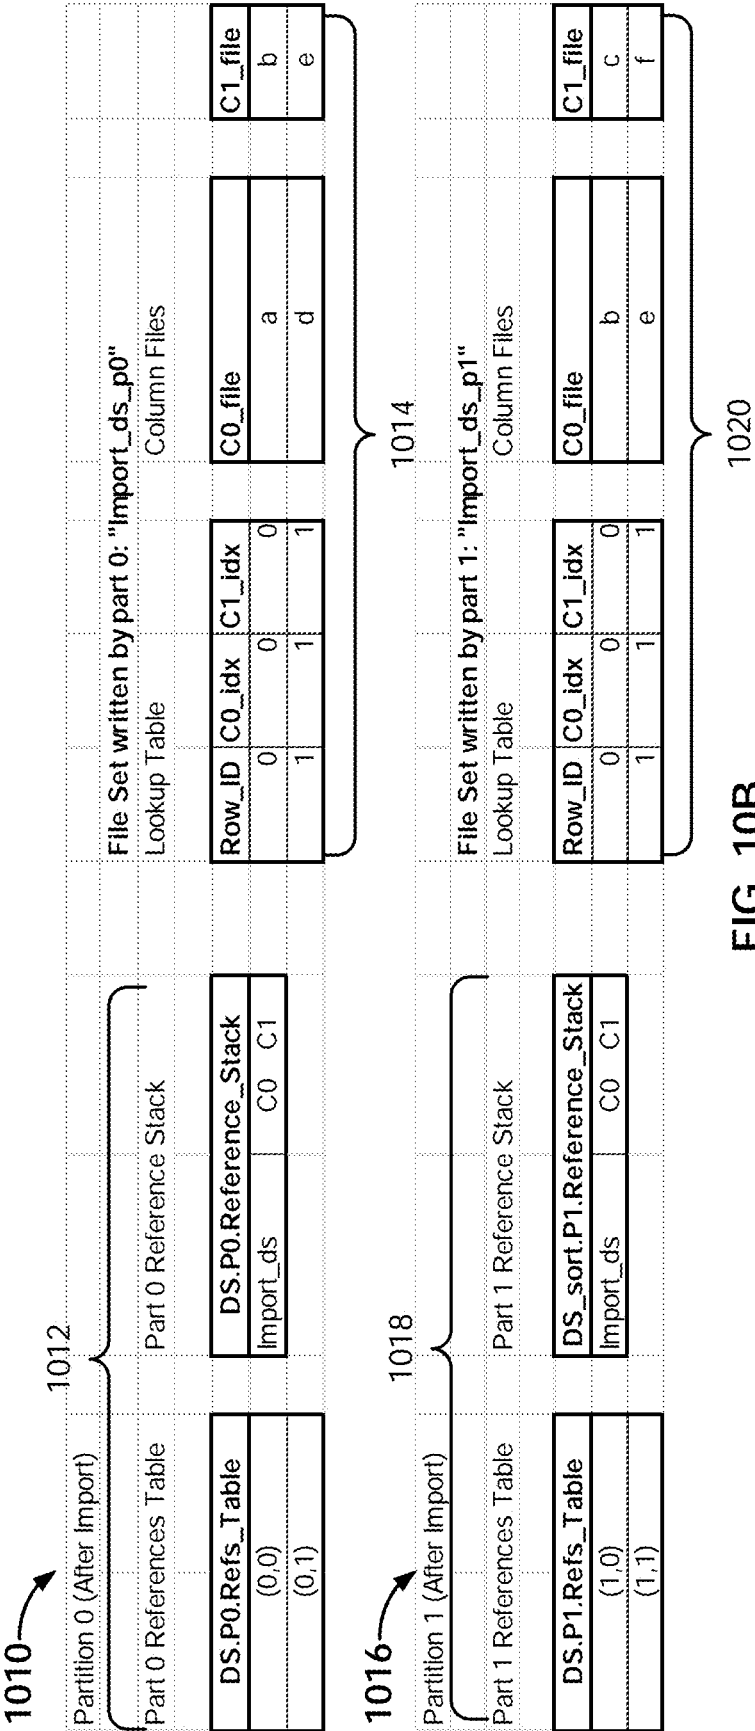 1010
Partition 0 (After Import)
1012
File Set written by part 0: "Import_ds_p0"
Part 0 References Table Part 0 Reference Stack Lookup Table Column Files
DS.P0.Refs_Table DS.P0.Reference_Stack Row_ID C0_idx C1_idx C0_file C1_file
(0,0) Import_ds C0 C1 0 0 0 a b
(0,1) 1 1 1 d e
1014
1016
Partition 1 (After Import)
1018
File Set written by part 1: "Import_ds_p1"
Part 1 References Table Part 1 Reference Stack Lookup Table Column Files
DS.P1.Refs_Table DS_sort.P1.Reference_Stack Row_ID C0_idx C1_idx C0_file C1_file
(1,0) Import_ds C0 C1 0 0 0 b c
(1,1) 1 1 1 e f
1020
FIG. 10B